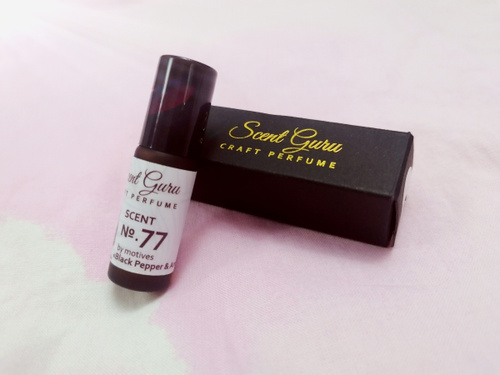 Scent Guru
CRAFT PERFUME
ent Guru
T PERFUME
SCENT
Nº.77
by motives
Black Pepper & A